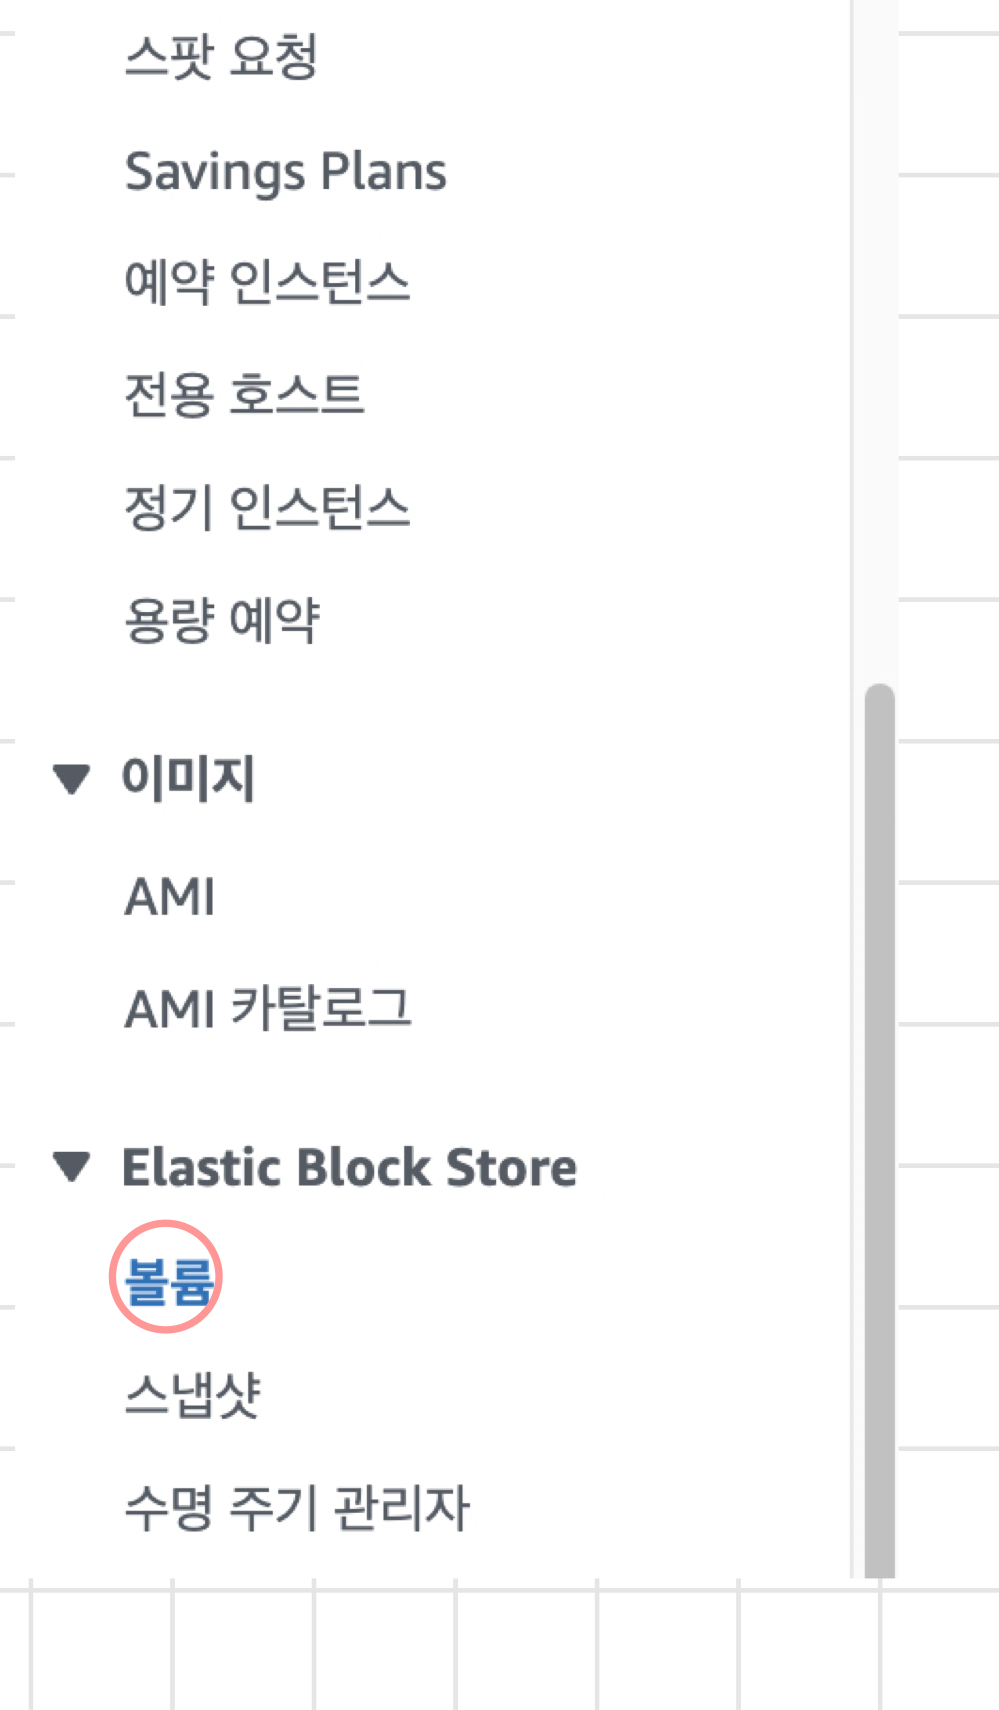 스팟 요청
Savings Plans
예약 인스턴스
전용 호스트
정기 인스턴스
용량 예약
이미지
AMI
AMI 카탈로그
Elastic Block Store
볼륨
스냅샷
수명 주기 관리자